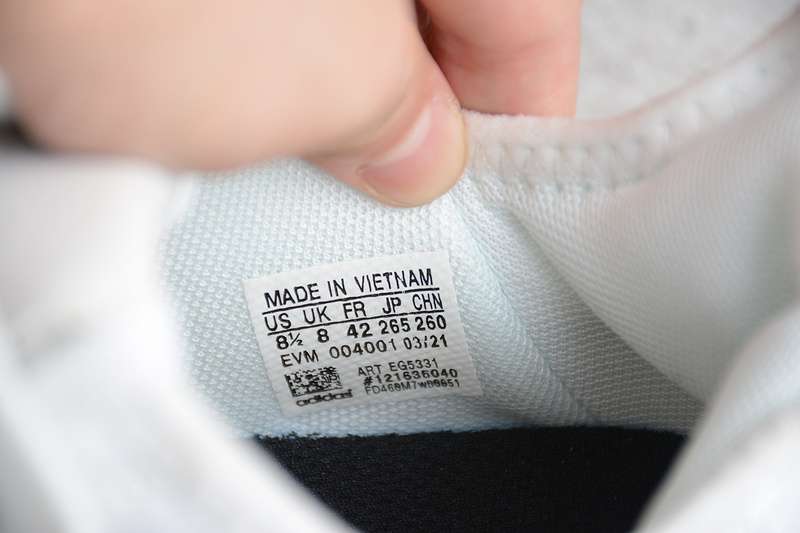 MADE IN VIETNAM
US UK FR JP CHN
8½ 8 42 265 260
EVM 004001 03/21
ART EG5331
#121635040
adidas